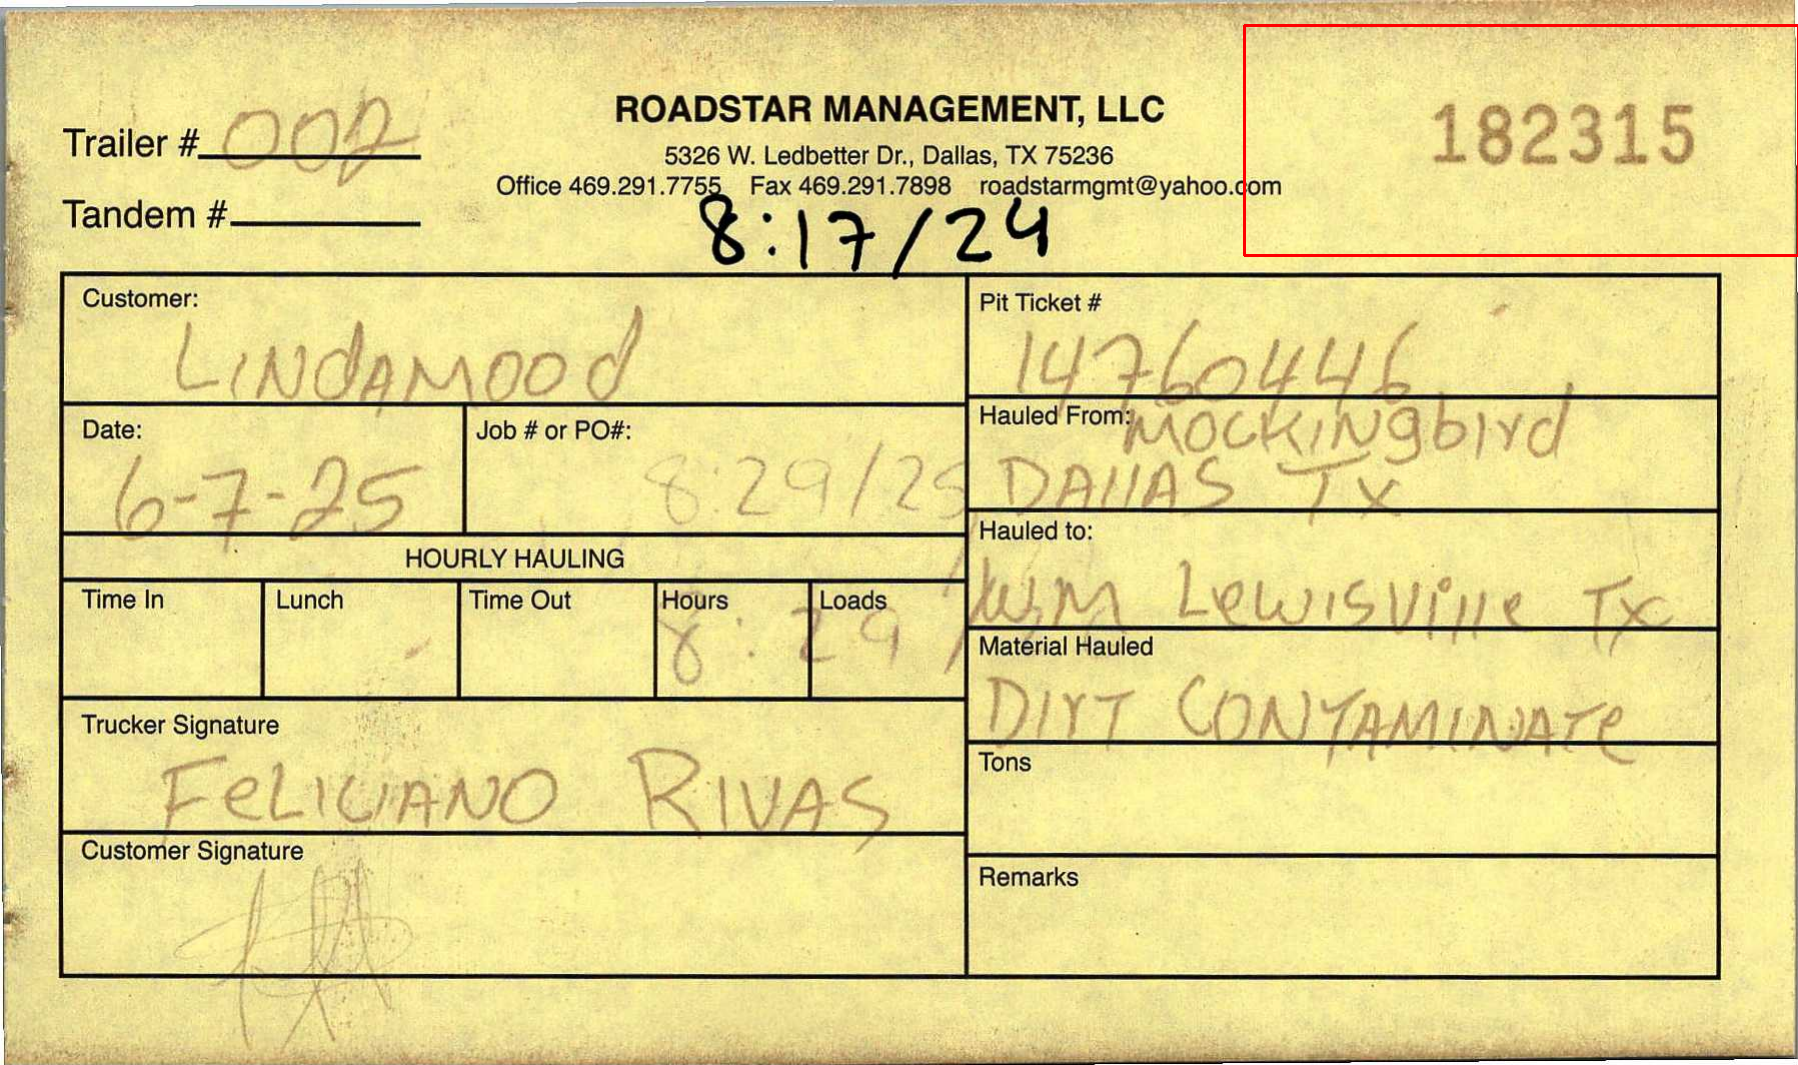 Trailer # 002
ROADSTAR MANAGEMENT, LLC
182315
5326 W. Ledbetter Dr., Dallas, TX 75236
Office 469.291.7755 Fax 469.291.7898 roadstarmgmt@yahoo.com
Tandem #
8:17/24
Customer:
LINDAMOOd
Pit Ticket #
14760446
Date:
6-7-25
Job # or PO#:
8:29/25
Hauled From: MOCKINgbird
DAllAS Tx
HOURLY HAULING
Hauled to:
WM LewISVille Tx
Time In
Lunch
Time Out
Hours
Loads
8:29/
Material Hauled
DIrT CONTAMINATe
Trucker Signature
FeLICIANO RIVAS
Tons
Customer Signature
Remarks